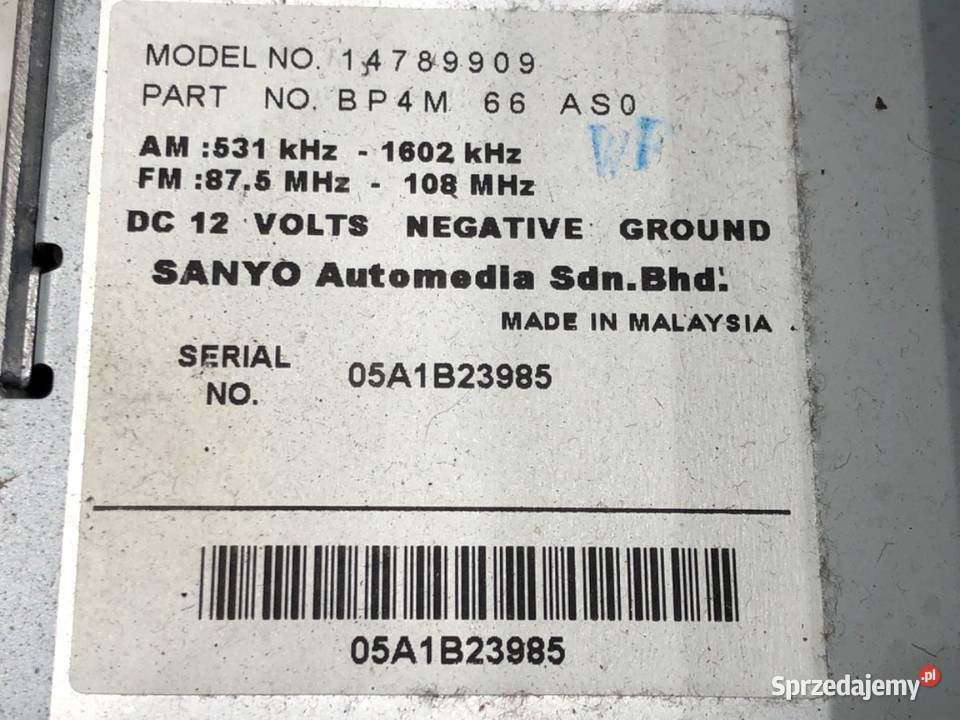 MODEL NO. 14789909
PART NO. BP4M 66 AS0
WF
AM :531 kHz - 1602 kHz
FM :87.5 MHz - 108 MHz
DC 12 VOLTS NEGATIVE GROUND
SANYO Automedia Sdn.Bhd.
MADE IN MALAYSIA
SERIAL NO. 05A1B23985
05A1B23985
Sprzedajemy.pl